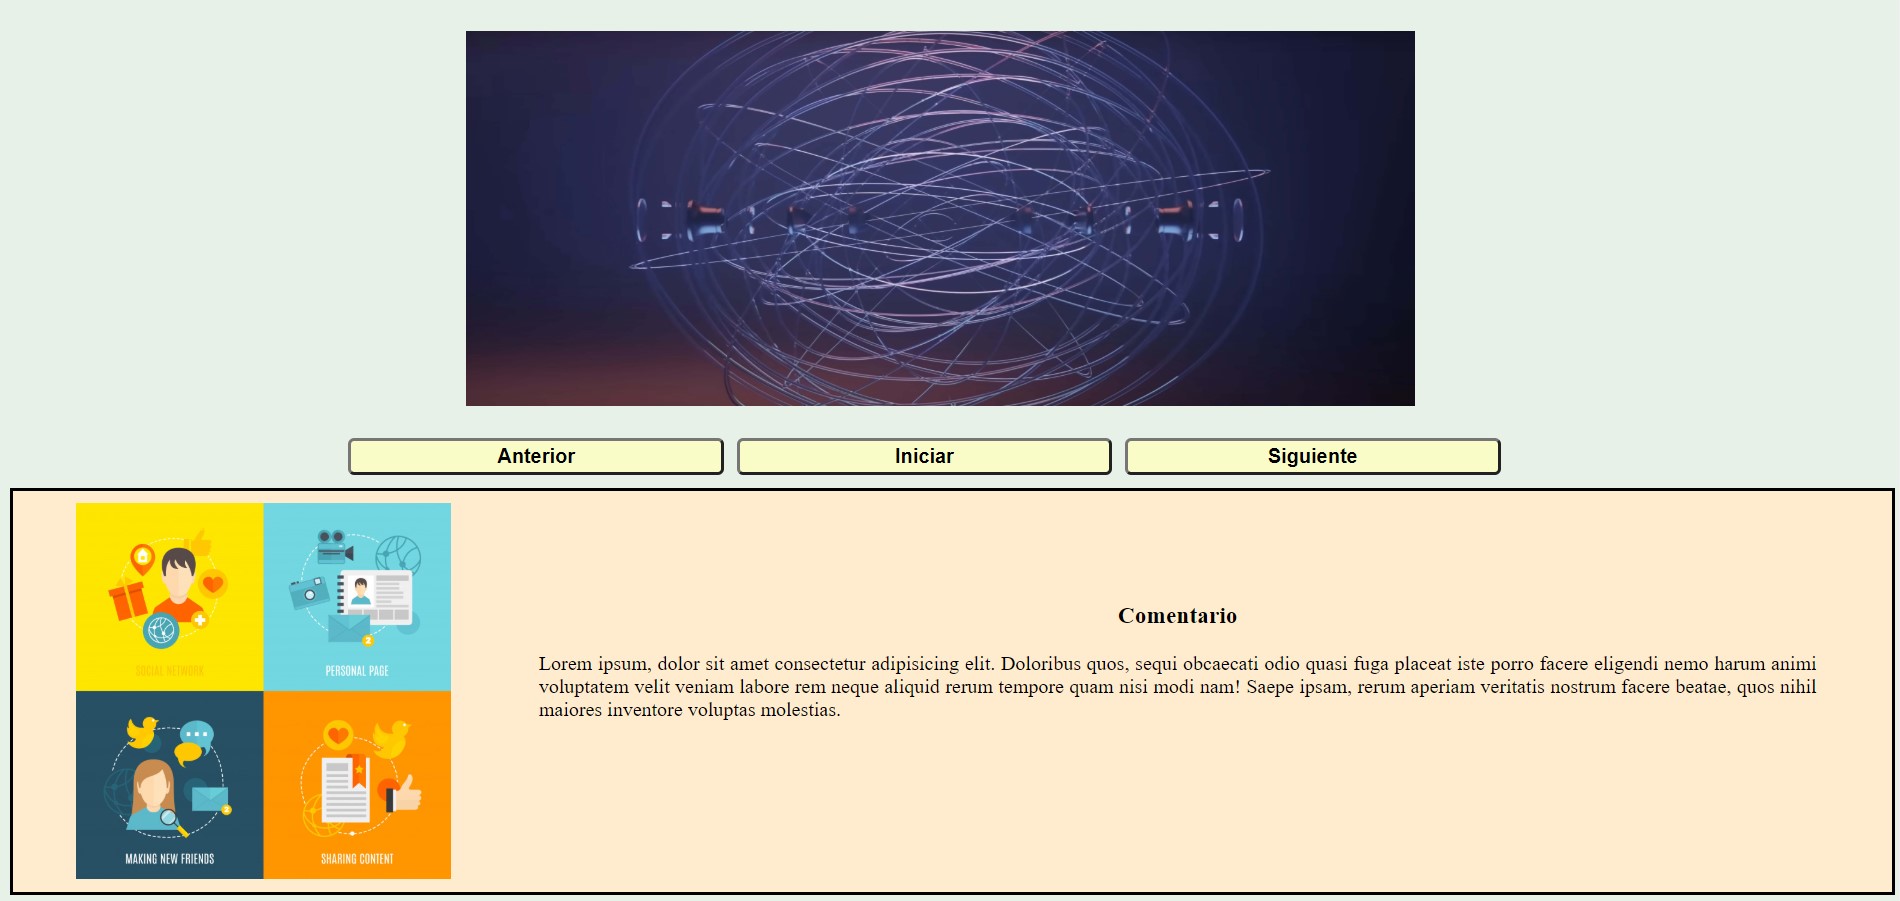 Anterior
Iniciar
Siguiente
SOCIAL NETWORK
PERSONAL PAGE
2
MAKING NEW FRIENDS
SHARING CONTENT
Comentario
Lorem ipsum, dolor sit amet consectetur adipisicing elit. Doloribus quos, sequi obcaecati odio quasi fuga placeat iste porro facere eligendi nemo harum animi
voluptatem velit veniam labore rem neque aliquid rerum tempore quam nisi modi nam! Saepe ipsam, rerum aperiam veritatis nostrum facere beatae, quos nihil
maiores inventore voluptas molestias.